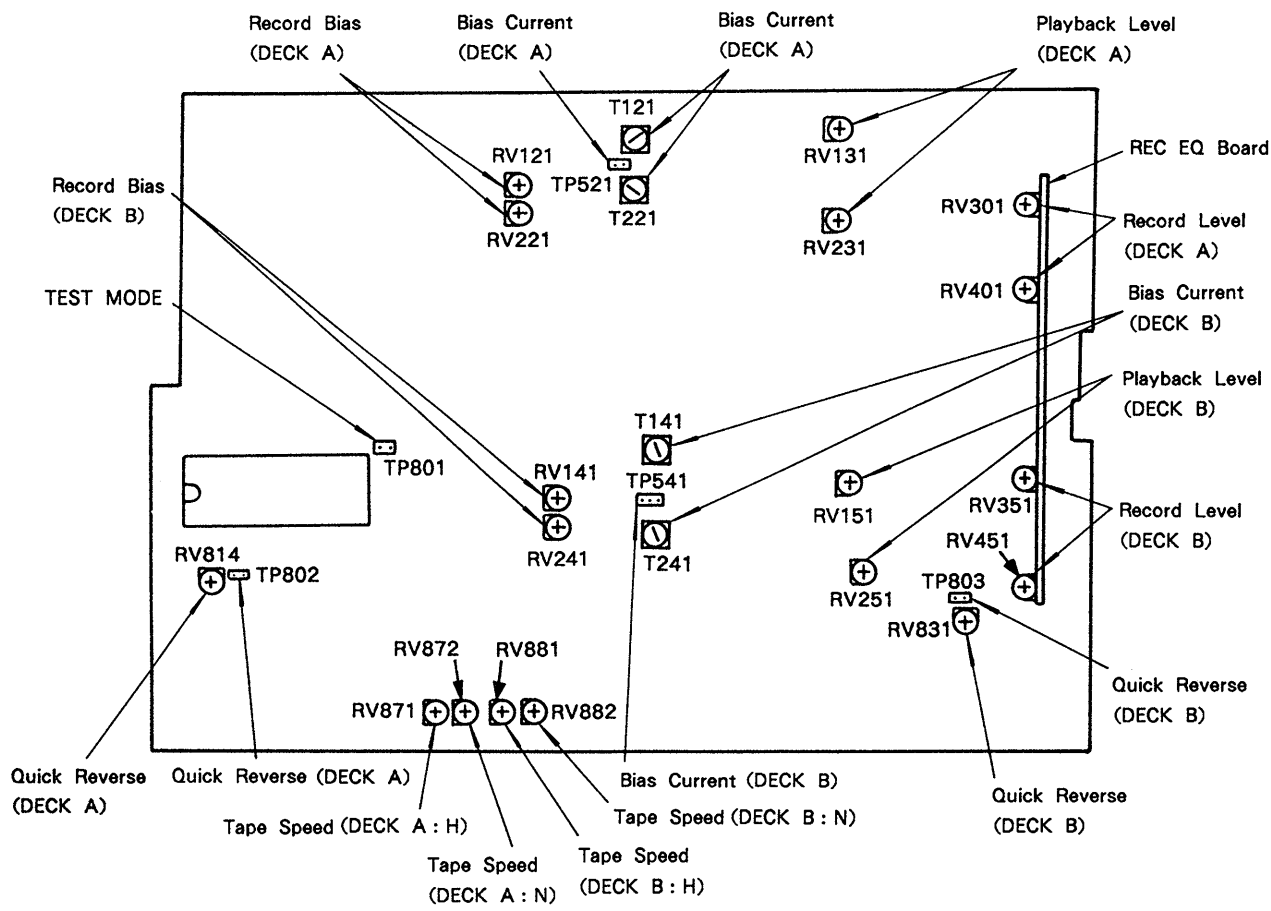 Record Bias
(DECK A)
Bias Current
(DECK A)
Bias Current
(DECK A)
Playback Level
(DECK A)
T121
RV121
TP521
T221
RV221
RV131
RV231
REC EQ Board
RV301
Record Level
(DECK A)
RV401
Record Bias
(DECK B)
TEST MODE
Bias Current
(DECK B)
Playback Level
(DECK B)
TP801
T141
RV141
TP541
RV241
T241
RV151
RV351
Record Level
(DECK B)
RV451
RV251
TP803
RV831
RV814
TP802
RV872
RV881
RV871
RV882
Quick Reverse
(DECK B)
Quick Reverse
(DECK A)
Quick Reverse (DECK A)
Bias Current (DECK B)
Quick Reverse
(DECK B)
Tape Speed (DECK A : H)
Tape Speed (DECK B : N)
Tape Speed
(DECK A : N)
Tape Speed
(DECK B : H)